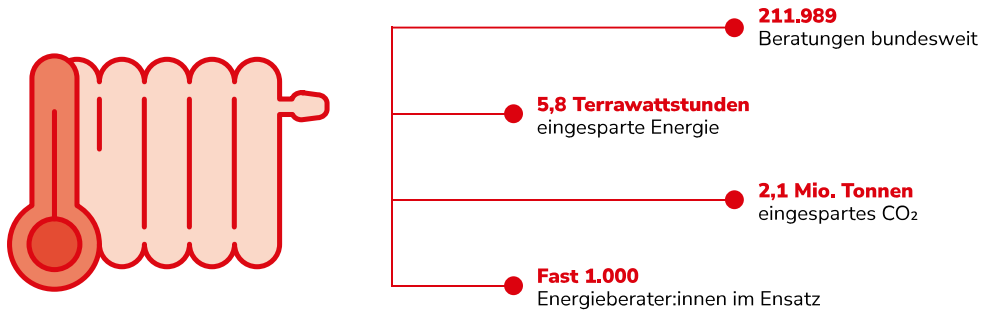 211.989
Beratungen bundesweit
5,8 Terrawattstunden
eingesparte Energie
2,1 Mio. Tonnen
eingespartes CO₂
Fast 1.000
Energieberater:innen im Ensatz